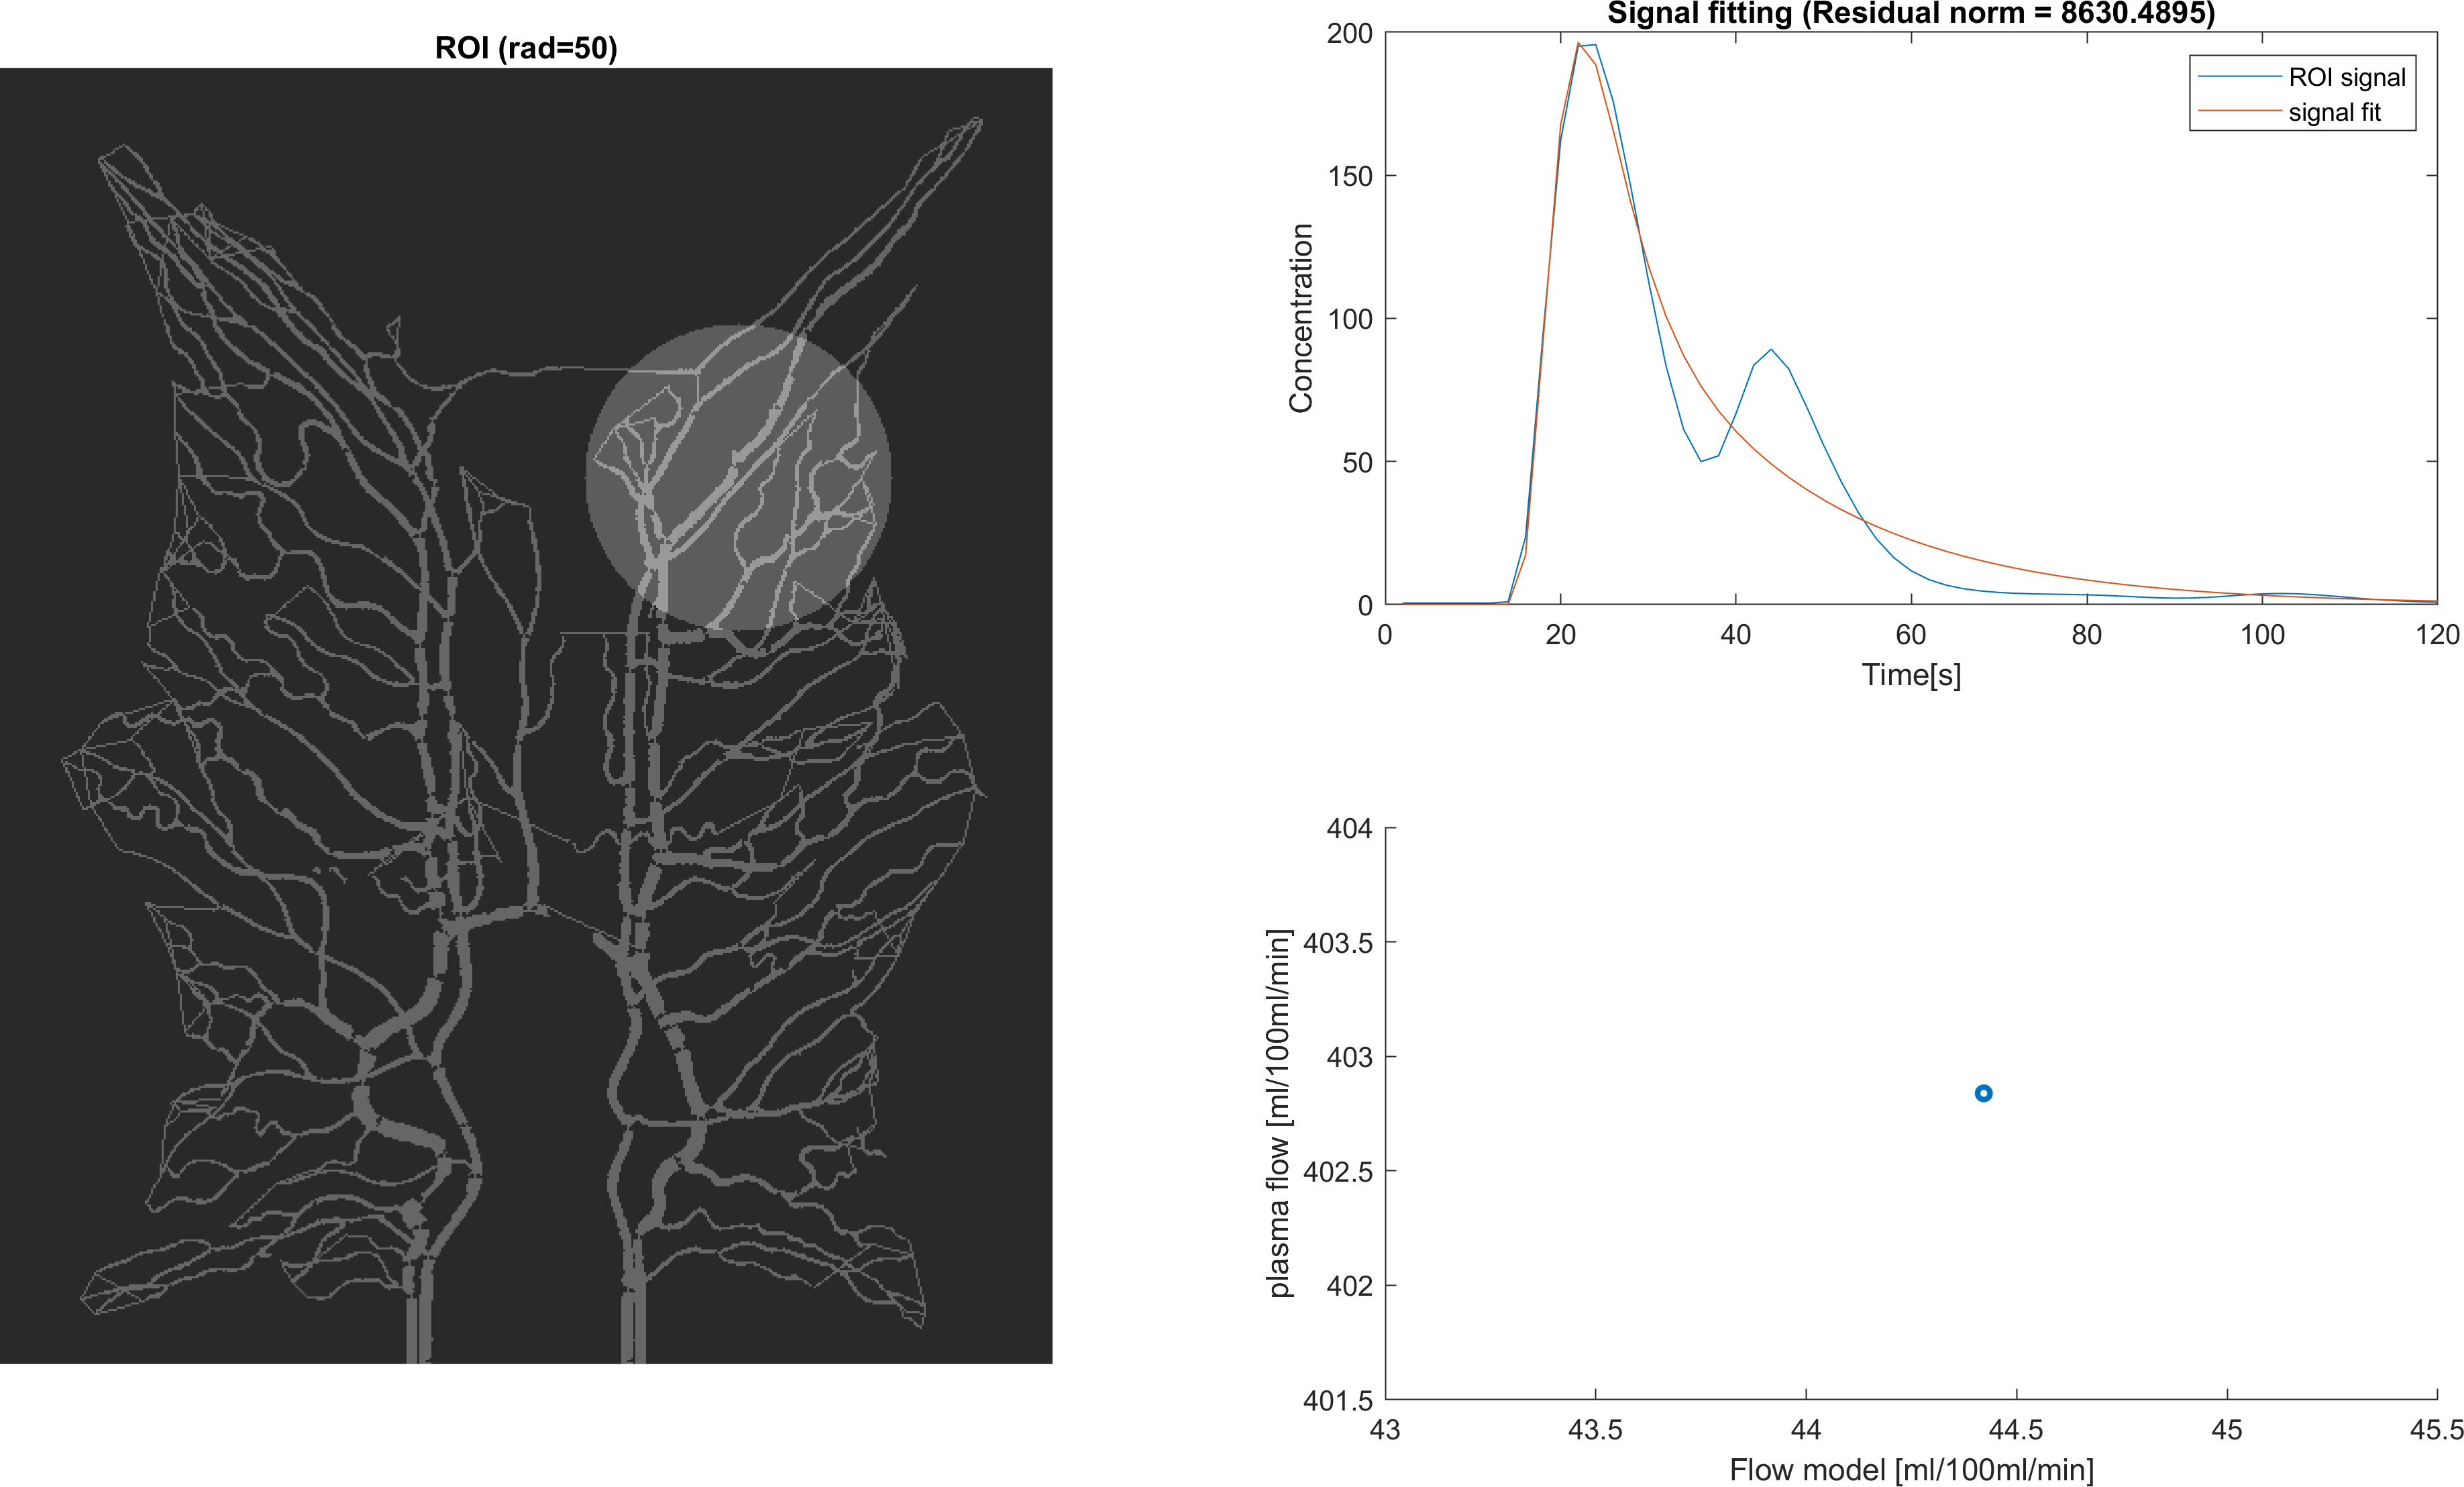 ROI (rad=50)
Signal fitting (Residual norm = 8630.4895)
200
150
100
50
0
Concentration
ROI signal
signal fit
0 20 40 60 80 100 120
Time[s]
404
403.5
403
402.5
402
401.5
plasma flow [ml/100ml/min]
43 43.5 44 44.5 45 45.5
Flow model [ml/100ml/min]